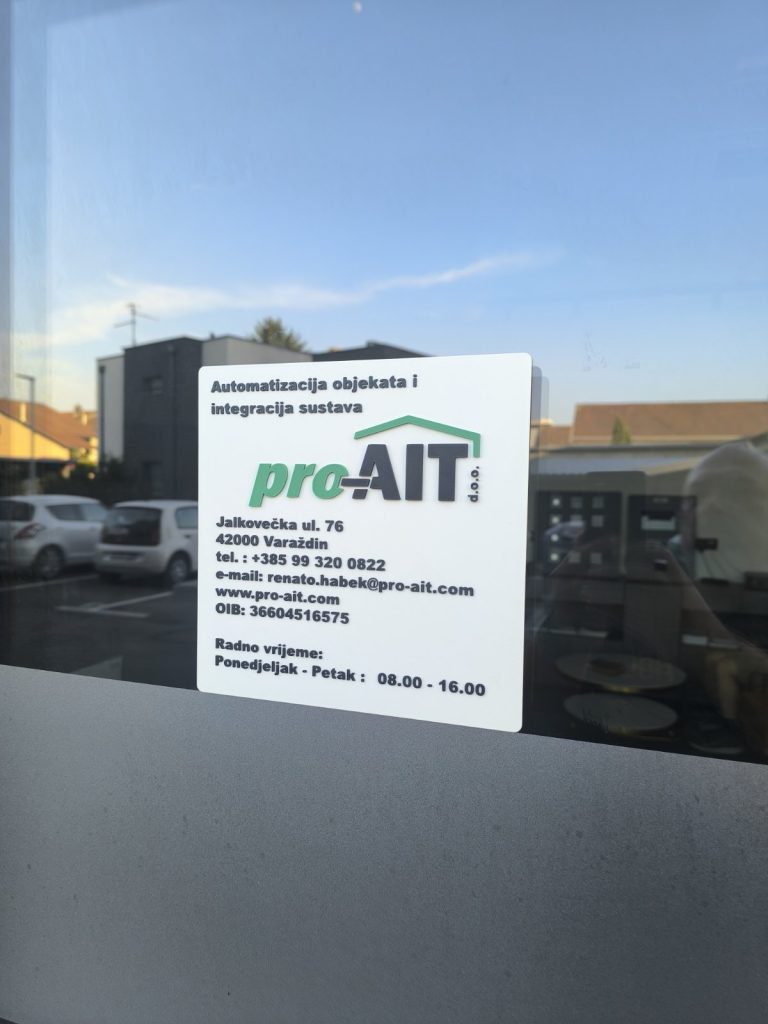 Automatizacija objekata i
integracija sustava
pro-AIT d.o.o.
Jalkovečka ul. 76
42000 Varaždin
tel. : +385 99 320 0822
e-mail: renato.habek@pro-ait.com
www.pro-ait.com
OIB: 36604516575
Radno vrijeme:
Ponedjeljak - Petak : 08.00 - 16.00